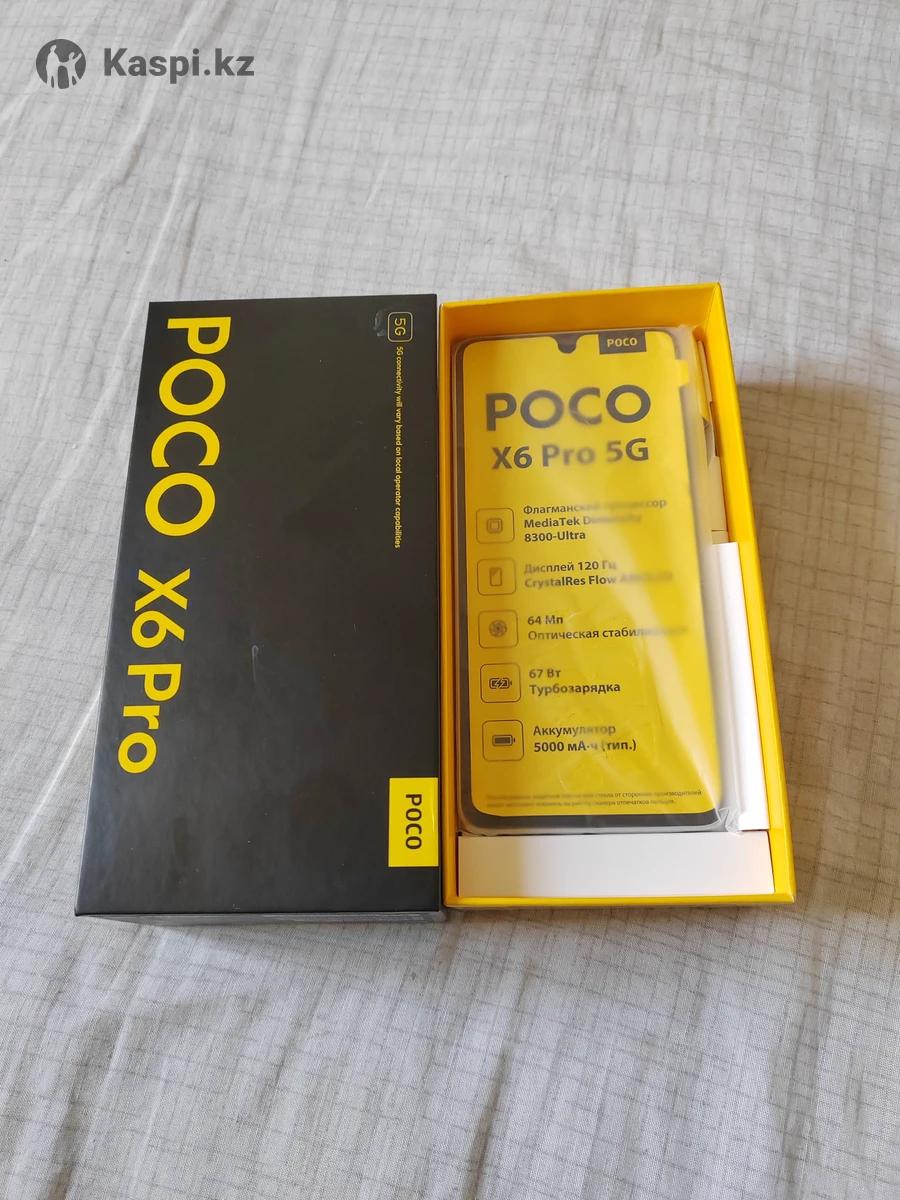 Kaspi.kz
POCO X6 Pro
5G
5G connectivity will vary based on local operator capabilities
POCO
POCO
POCO
X6 Pro 5G
Флагманский процессор
MediaTek Dimensity
8300-Ultra
Дисплей 120 Гц
CrystalRes Flow AMOLED
64 Мп
Оптическая стабилизация
67 Вт
Турбозарядка
Аккумулятор
5000 мА·ч (тип.)